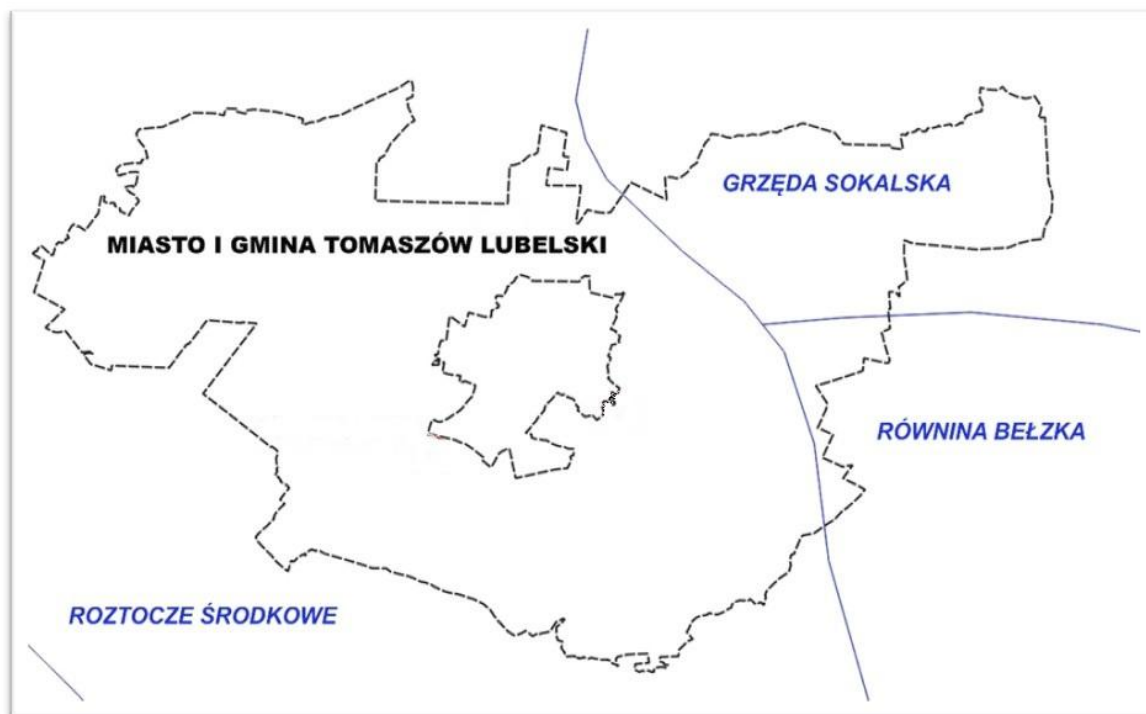 GRZĘDA SOKALSKA
MIASTO I GMINA TOMASZÓW LUBELSKI
RÓWNINA BEŁZKA
ROZTOCZE ŚRODKOWE